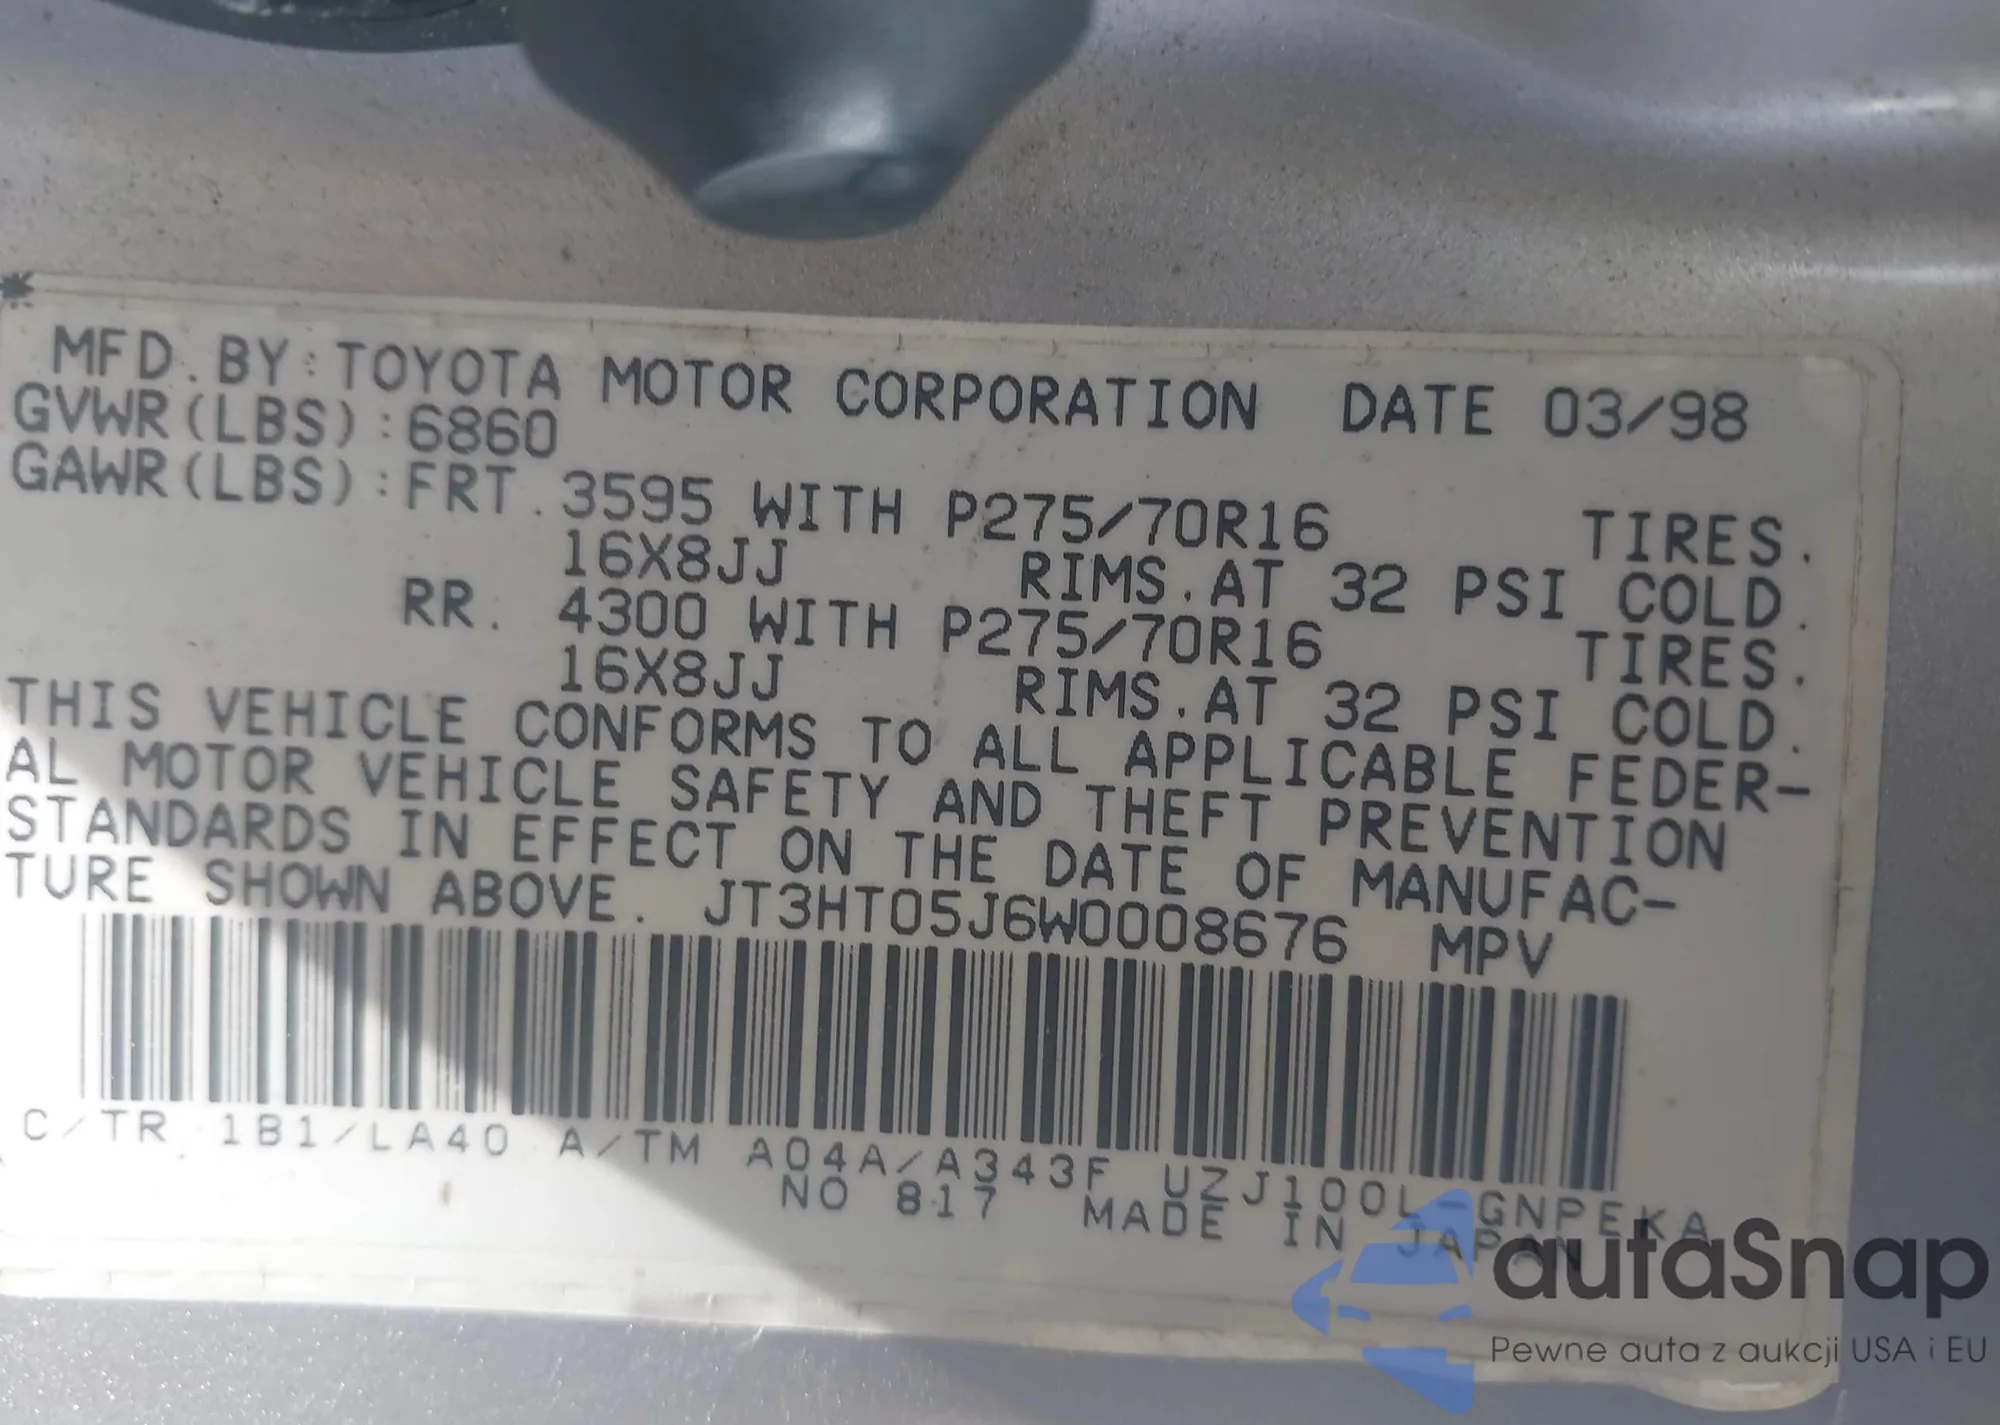 MFD. BY: TOYOTA MOTOR CORPORATION DATE 03/98
GVWR(LBS):6860
GAWR(LBS):FRT. 3595 WITH P275/70R16 TIRES.
16X8JJ RIMS.AT 32 PSI COLD.
RR. 4300 WITH P275/70R16 TIRES.
16X8JJ RIMS.AT 32 PSI COLD.
THIS VEHICLE CONFORMS TO ALL APPLICABLE FEDER-
AL MOTOR VEHICLE SAFETY AND THEFT PREVENTION
STANDARDS IN EFFECT ON THE DATE OF MANUFAC-
TURE SHOWN ABOVE. JT3HT05J6W0008676 MPV
C/TR 1B1/LA40 A/TM A04A/A343F UZJ100L-GNPEKA
NO 817 MADE IN JAPAN
autaSnap
Pewne auta z aukcji USA i EU